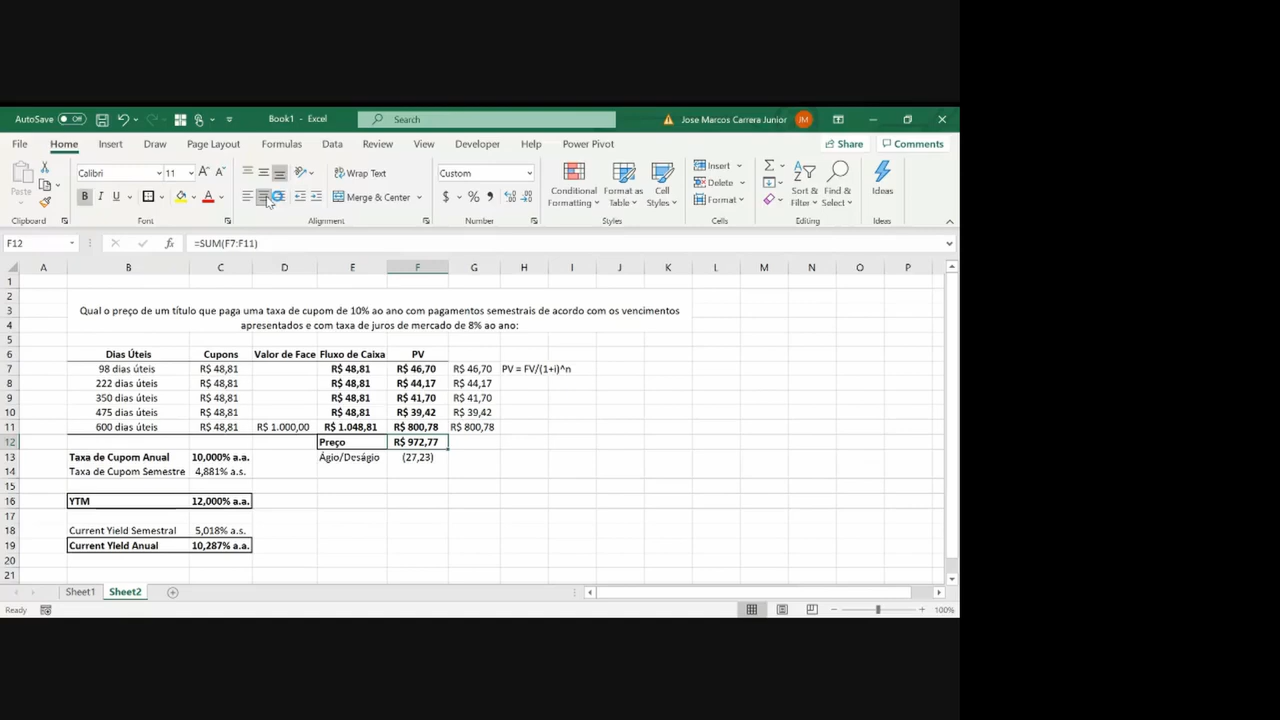 AutoSave Off Book1 - Excel Search Jose Marcos Carrera Junior JM
File Home Insert Draw Page Layout Formulas Data Review View Developer Help Power Pivot Share Comments
Calibri 11 Wrap Text Custom Insert
Paste B I U Merge & Center $ % Conditional Formatting Format as Table Cell Styles Delete Format Sort & Filter Find & Select Ideas
Clipboard Font Alignment Number Styles Cells Editing Ideas
F12 fx =SUM(F7:F11)
A B C D E F G H I J K L M N O P
1
2
3 Qual o preço de um título que paga uma taxa de cupom de 10% ao ano com pagamentos semestrais de acordo com os vencimentos
4 apresentados e com taxa de juros de mercado de 8% ao ano:
5
6 Dias Úteis Cupons Valor de Face Fluxo de Caixa PV
7 98 dias úteis R$ 48,81 R$ 48,81 R$ 46,70 R$ 46,70 PV = FV/(1+i)^n
8 222 dias úteis R$ 48,81 R$ 48,81 R$ 44,17 R$ 44,17
9 350 dias úteis R$ 48,81 R$ 48,81 R$ 41,70 R$ 41,70
10 475 dias úteis R$ 48,81 R$ 48,81 R$ 39,42 R$ 39,42
11 600 dias úteis R$ 48,81 R$ 1.000,00 R$ 1.048,81 R$ 800,78 R$ 800,78
12 Preço R$ 972,77
13 Taxa de Cupom Anual 10,000% a.a. Ágio/Deságio (27,23)
14 Taxa de Cupom Semestre 4,881% a.s.
15
16 YTM 12,000% a.a.
17
18 Current Yield Semestral 5,018% a.s.
19 Current Yield Anual 10,287% a.a.
20
21
Sheet1 Sheet2
Ready 100%